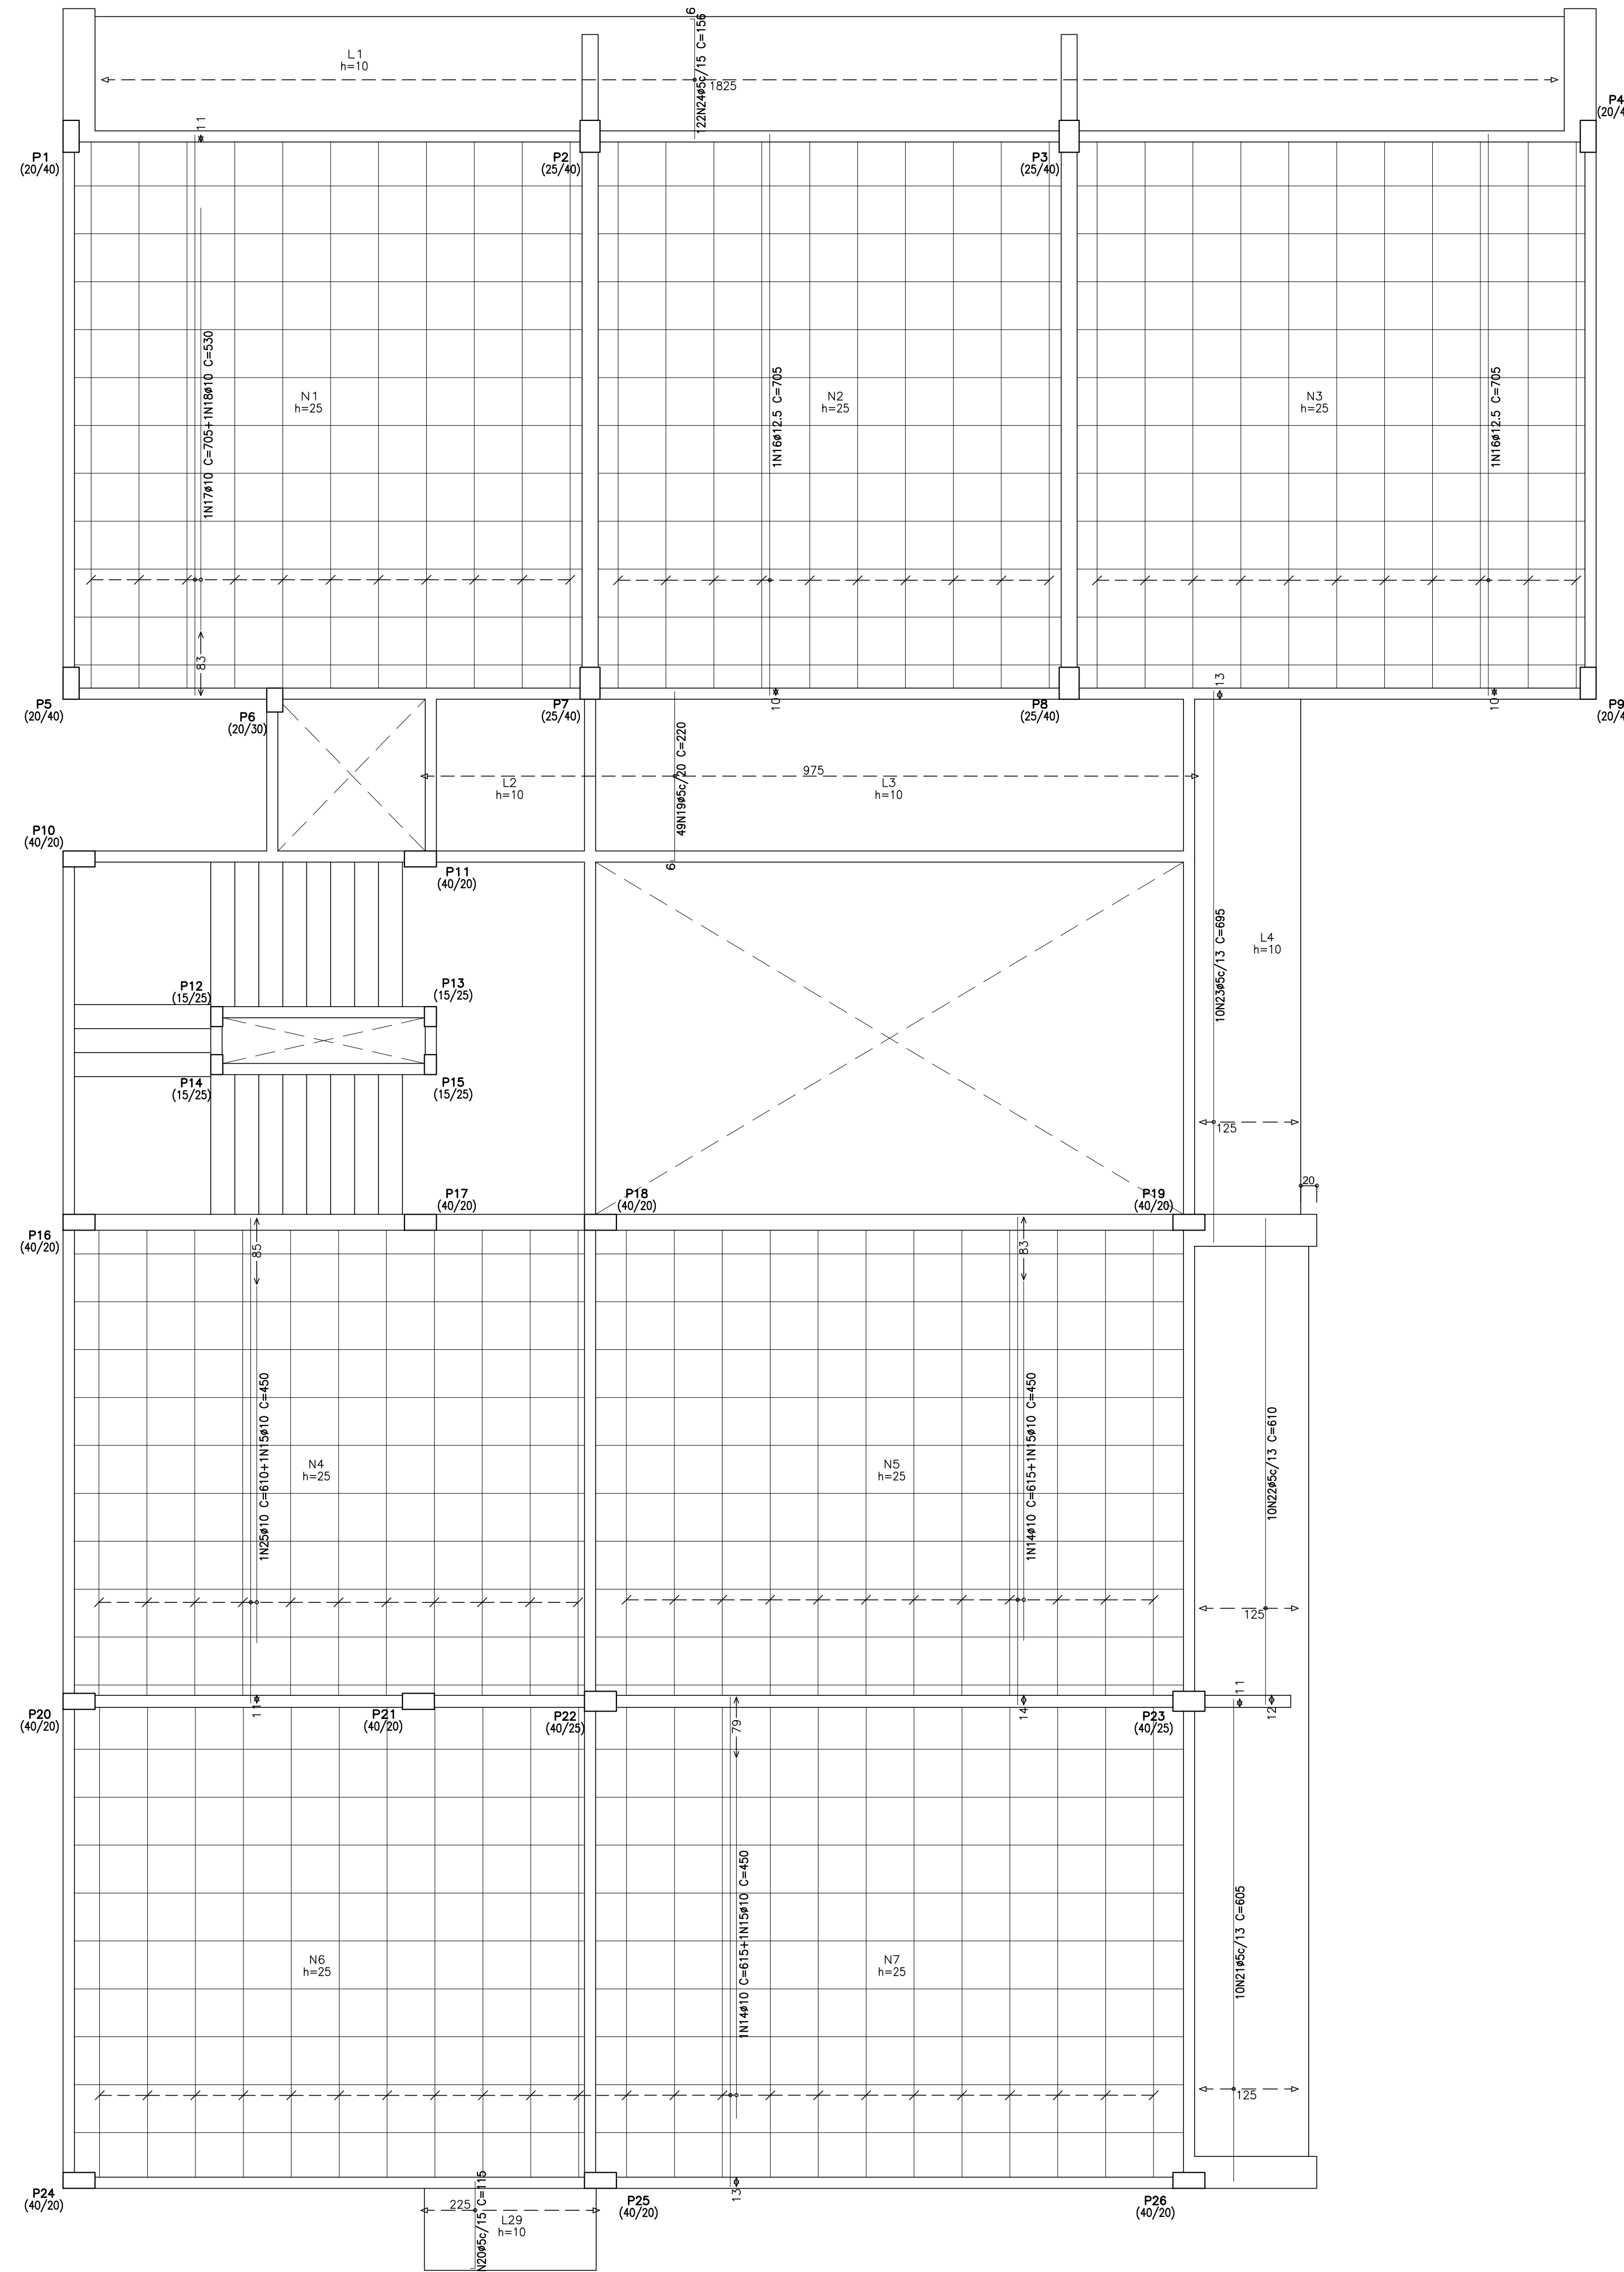 6
122N24ø5c/15 C=156
L1
h=10
1825
P4
11
P1
(20/40)
P2
(25/40)
P3
(25/40)
1N17ø10 C=705+1N18ø10 C=530
N1
h=25
1N16ø12.5 C=705
N2
h=25
N3
h=25
1N16ø12.5 C=705
83
P5
(20/40)
P6
(20/30)
P7
(25/40)
10
P8
(25/40)
13
10
P9
49N19ø5c/20 C=220
975
L2
h=10
L3
h=10
6
P10
(40/20)
P11
(40/20)
10N23ø5c/13 C=695
L4
h=10
P12
(15/25)
P13
(15/25)
P14
(15/25)
P15
(15/25)
125
20
P16
(40/20)
P17
(40/20)
P18
(40/20)
P19
(40/20)
85
83
1N25ø10 C=610+1N15ø10 C=450
N4
h=25
N5
h=25
1N14ø10 C=615+1N15ø10 C=450
10N22ø5c/13 C=610
125
P20
(40/20)
11
P21
(40/20)
P22
(40/25)
79
14
P23
(40/25)
11
12
1N14ø10 C=615+1N15ø10 C=450
10N21ø5c/13 C=605
N6
h=25
N7
h=25
125
P24
(40/20)
225
N20ø5c/15 C=115
L29
h=10
P25
(40/20)
13
P26
(40/20)